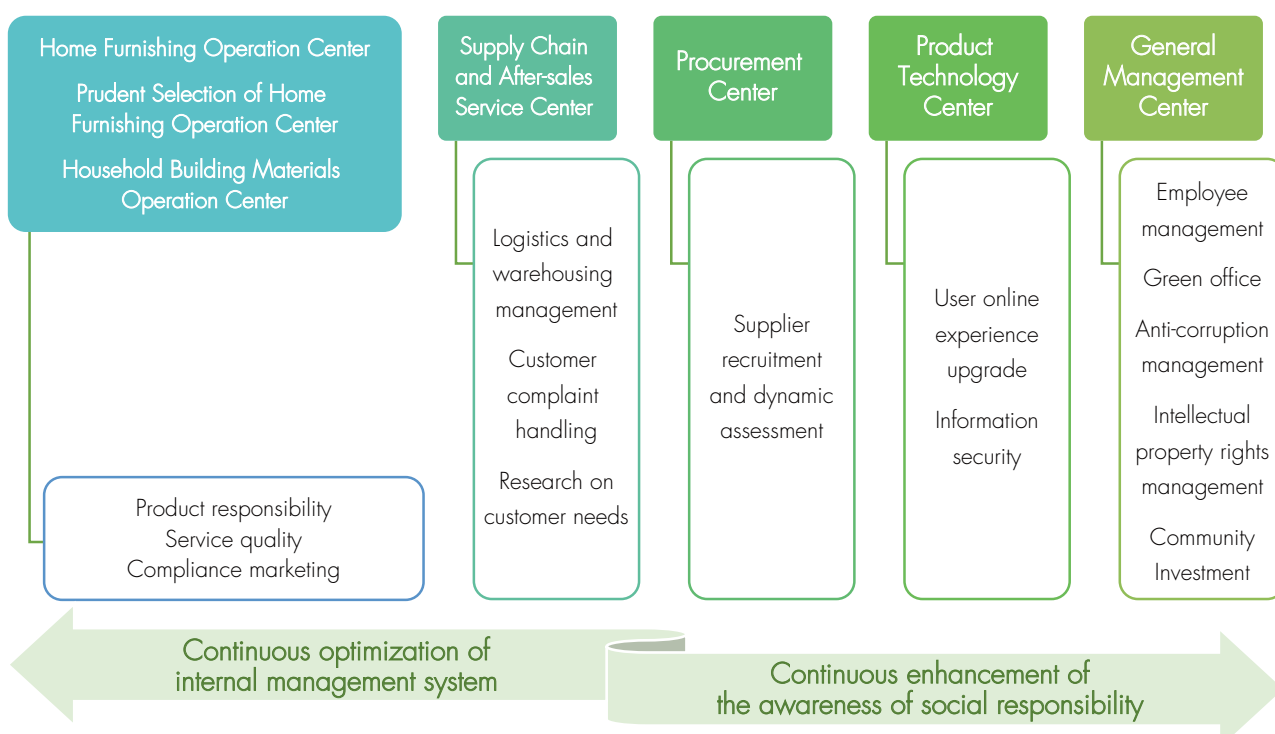 Home Furnishing Operation Center
Prudent Selection of Home
Furnishing Operation Center
Household Building Materials
Operation Center
Product responsibility
Service quality
Compliance marketing
Supply Chain
and After-sales
Service Center
Logistics and
warehousing
management
Customer
complaint
handling
Research on
customer needs
Procurement
Center
Supplier
recruitment
and dynamic
assessment
Product
Technology
Center
User online
experience
upgrade
Information
security
General
Management
Center
Employee
management
Green office
Anti-corruption
management
Intellectual
property rights
management
Community
Investment
Continuous optimization of
internal management system
Continuous enhancement of
the awareness of social responsibility